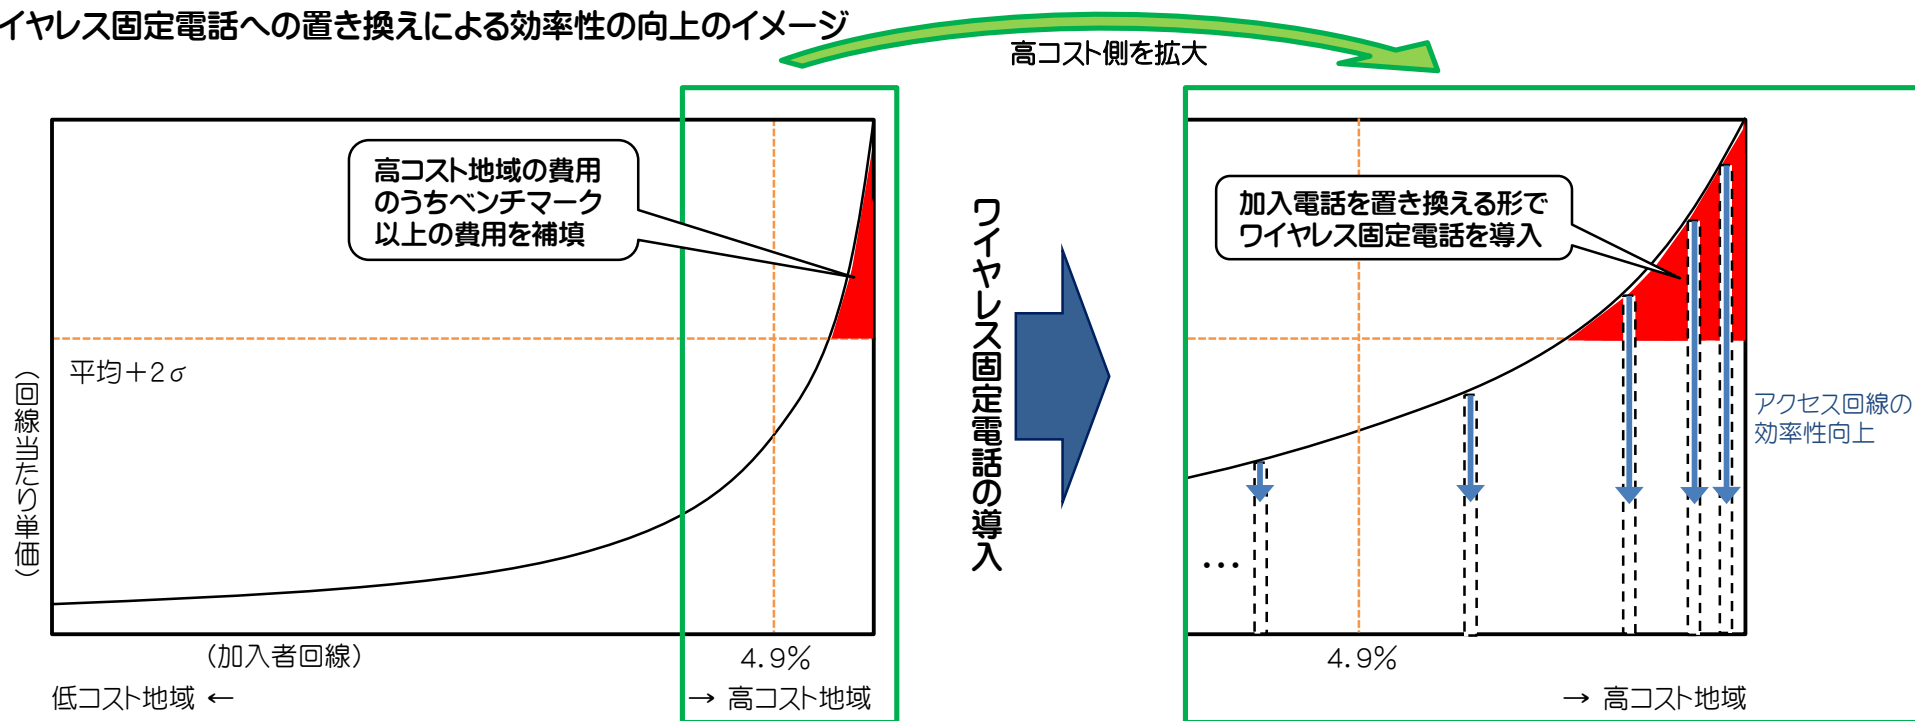 イヤレス固定電話への置き換えによる効率性の向上のイメージ
高コスト側を拡大
高コスト地域の費用
のうちベンチマーク
以上の費用を補填
平均＋2σ
（回線当たり単価）
（加入者回線）
4.9%
低コスト地域 ←
→ 高コスト地域
ワイヤレス固定電話の導入
加入電話を置き換える形で
ワイヤレス固定電話を導入
アクセス回線の
効率性向上
…
4.9%
→ 高コスト地域